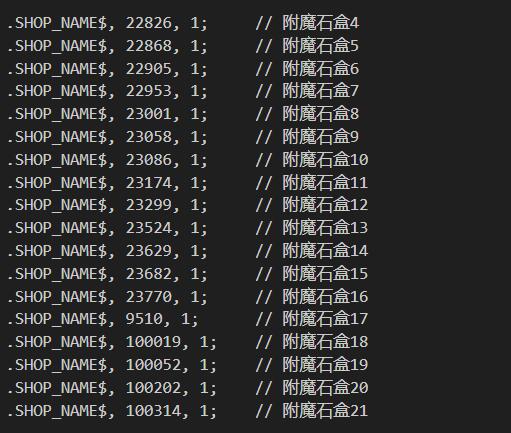 .SHOP_NAME$, 22826, 1;     // 附魔石盒4
.SHOP_NAME$, 22868, 1;     // 附魔石盒5
.SHOP_NAME$, 22905, 1;     // 附魔石盒6
.SHOP_NAME$, 22953, 1;     // 附魔石盒7
.SHOP_NAME$, 23001, 1;     // 附魔石盒8
.SHOP_NAME$, 23058, 1;     // 附魔石盒9
.SHOP_NAME$, 23086, 1;     // 附魔石盒10
.SHOP_NAME$, 23174, 1;     // 附魔石盒11
.SHOP_NAME$, 23299, 1;     // 附魔石盒12
.SHOP_NAME$, 23524, 1;     // 附魔石盒13
.SHOP_NAME$, 23629, 1;     // 附魔石盒14
.SHOP_NAME$, 23682, 1;     // 附魔石盒15
.SHOP_NAME$, 23770, 1;     // 附魔石盒16
.SHOP_NAME$, 9510, 1;      // 附魔石盒17
.SHOP_NAME$, 100019, 1;    // 附魔石盒18
.SHOP_NAME$, 100052, 1;    // 附魔石盒19
.SHOP_NAME$, 100202, 1;    // 附魔石盒20
.SHOP_NAME$, 100314, 1;    // 附魔石盒21